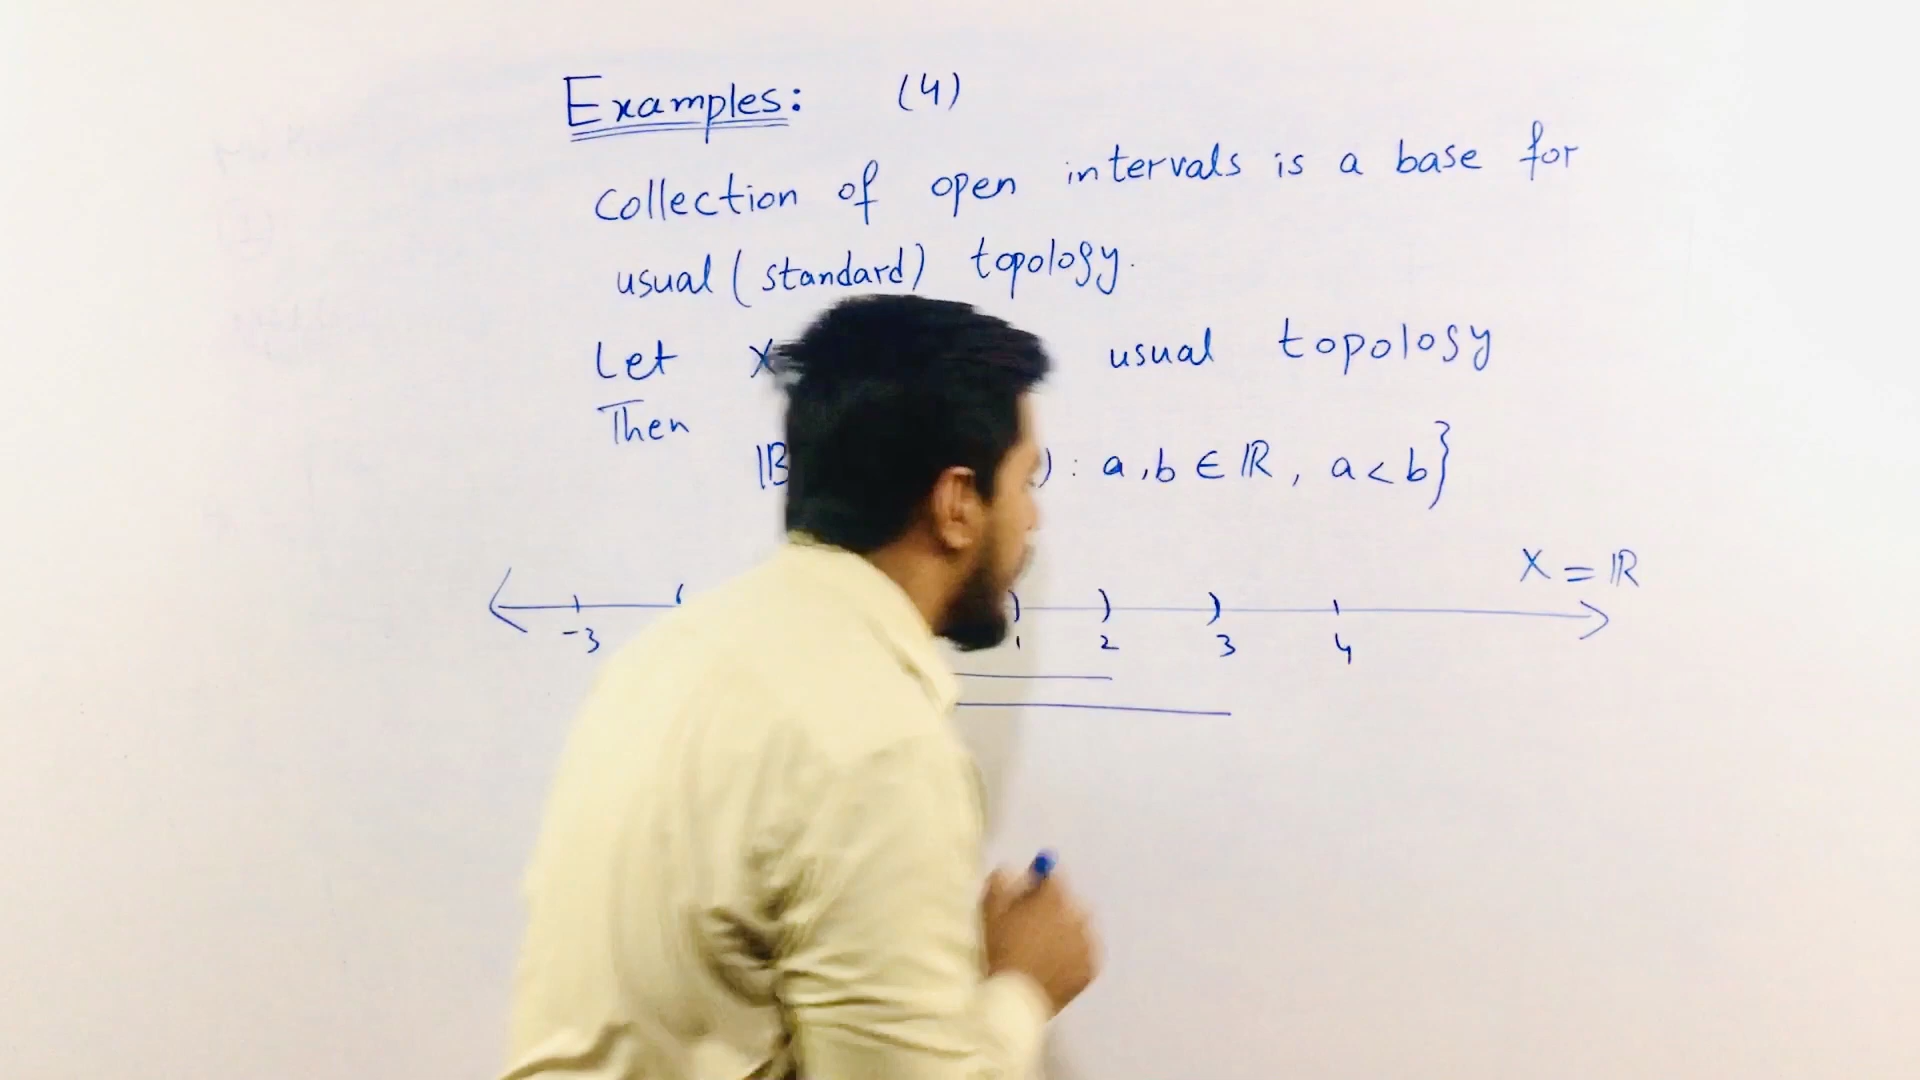 Examples: (4)
Collection of open intervals is a base for
usual (standard) topology.
Let X usual topology
Then
𝔹 ) : a, b ∈ ℝ, a < b}
X = ℝ
-3 1 2 3 4